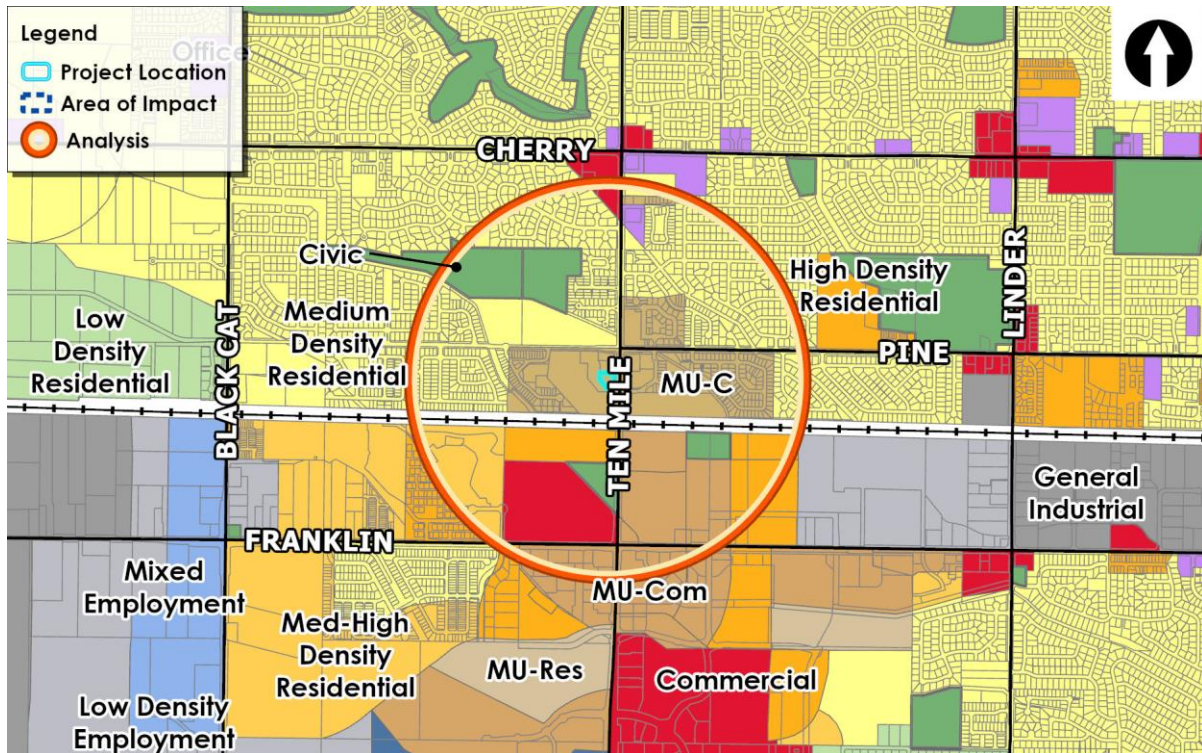 Legend
Office
Project Location
Area of Impact
Analysis
CHERRY
Civic
High Density
Residential
LINDER
Low
Density
Residential
BLACK CAT
Medium
Density
Residential
PINE
MU-C
TEN MILE
General
Industrial
FRANKLIN
Mixed
Employment
MU-Com
Med-High
Density
Residential
MU-Res
Commercial
Low Density
Employment